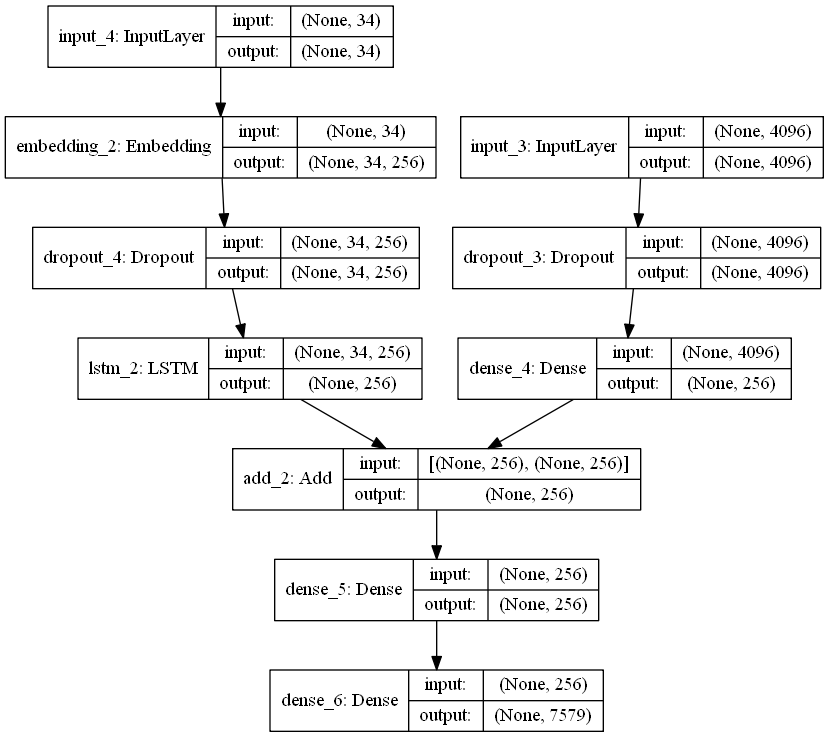 input_4: InputLayer
input: (None, 34)
output: (None, 34)
embedding_2: Embedding
input: (None, 34)
output: (None, 34, 256)
input_3: InputLayer
input: (None, 4096)
output: (None, 4096)
dropout_4: Dropout
input: (None, 34, 256)
output: (None, 34, 256)
dropout_3: Dropout
input: (None, 4096)
output: (None, 4096)
lstm_2: LSTM
input: (None, 34, 256)
output: (None, 256)
dense_4: Dense
input: (None, 4096)
output: (None, 256)
add_2: Add
input: [(None, 256), (None, 256)]
output: (None, 256)
dense_5: Dense
input: (None, 256)
output: (None, 256)
dense_6: Dense
input: (None, 256)
output: (None, 7579)